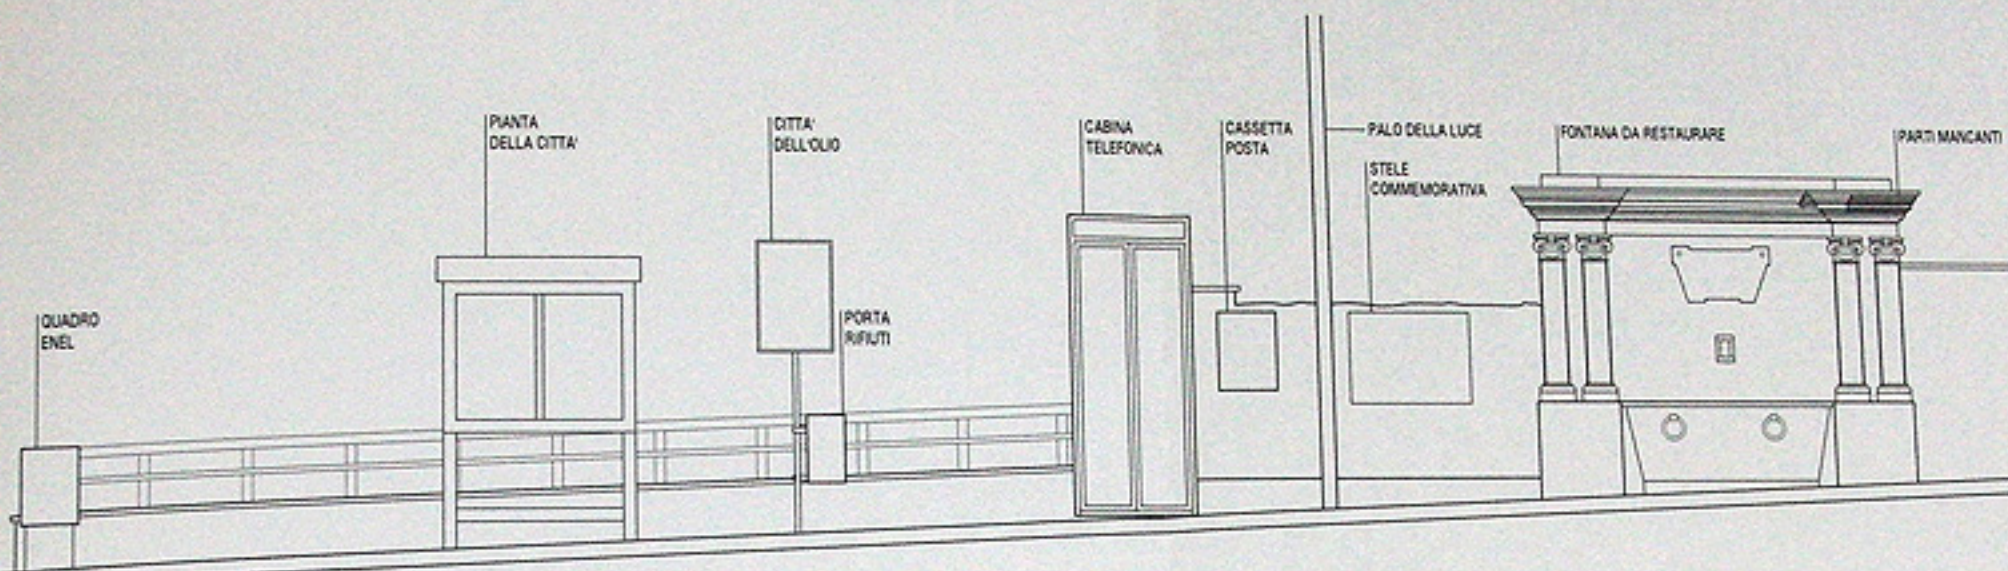 QUADRO
ENEL
PIANTA
DELLA CITTA'
CITTA'
DELL'OLIO
PORTA
RIFIUTI
CABINA
TELEFONICA
CASSETTA
POSTA
PALO DELLA LUCE
STELE
COMMEMORATIVA
FONTANA DA RESTAURARE
PARTI MANCANTI